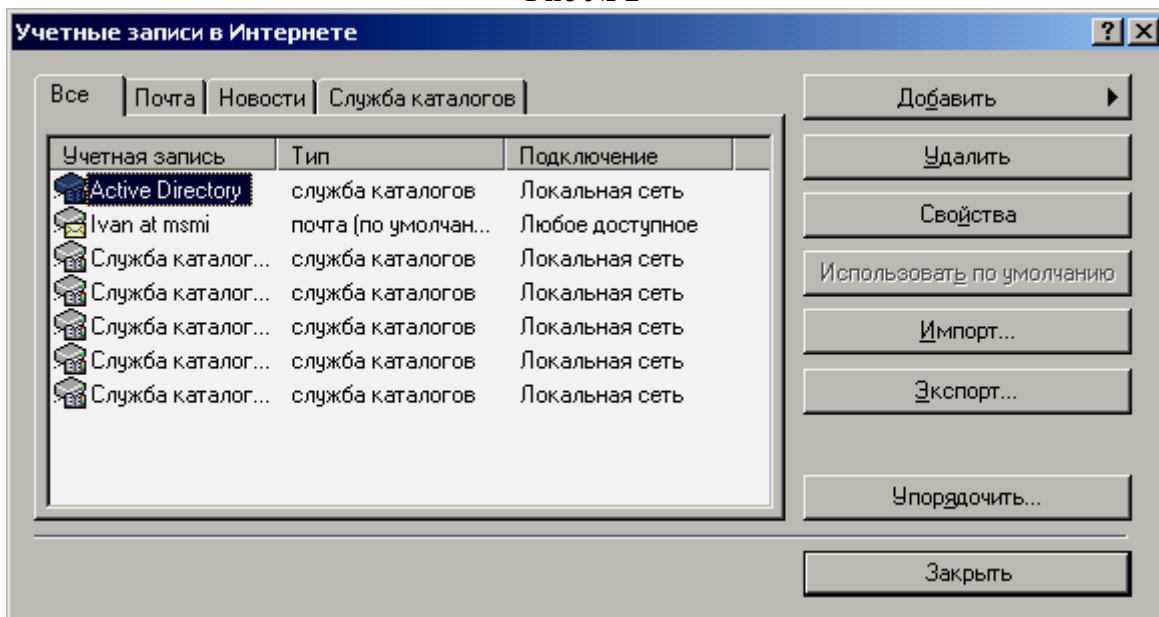 Учетные записи в Интернете
Все Почта Новости Служба каталогов
Учетная запись Тип Подключение
Active Directory служба каталогов Локальная сеть
Ivan at msmi почта (по умолчан... Любое доступное
Служба каталог... служба каталогов Локальная сеть
Служба каталог... служба каталогов Локальная сеть
Служба каталог... служба каталогов Локальная сеть
Служба каталог... служба каталогов Локальная сеть
Служба каталог... служба каталогов Локальная сеть
Добавить
Удалить
Свойства
Использовать по умолчанию
Импорт...
Экспорт...
Упорядочить...
Закрыть